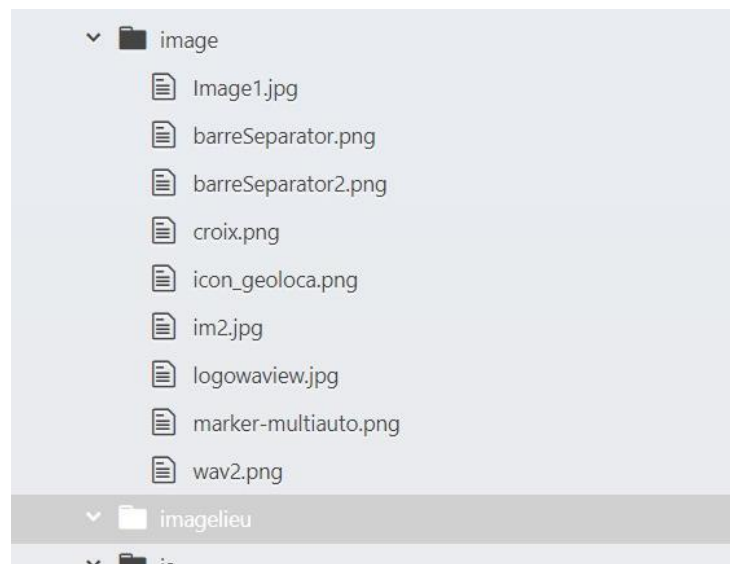 image
Image1.jpg
barreSeparator.png
barreSeparator2.png
croix.png
icon_geoloca.png
im2.jpg
logowaview.jpg
marker-multiauto.png
wav2.png
imagelieu